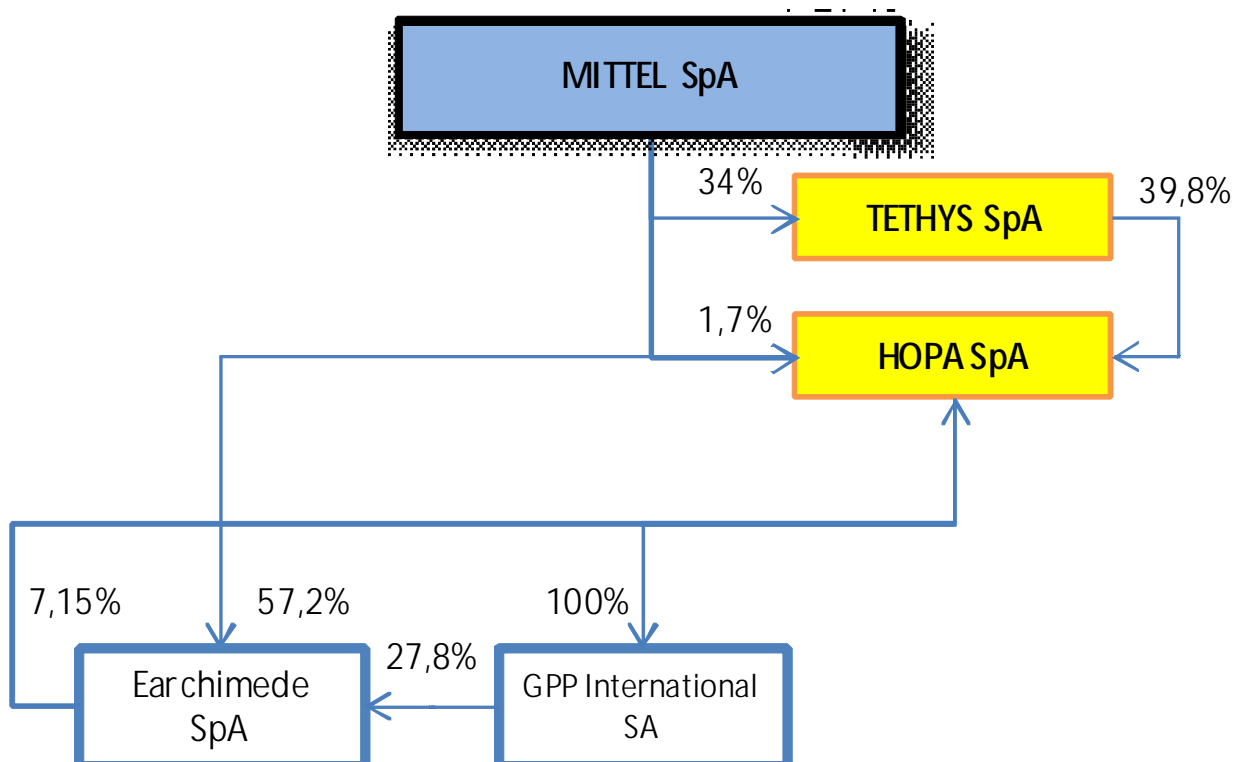 MITTEL SpA
34%
TETHYS SpA
39,8%
1,7%
HOPA SpA
7,15%
57,2%
100%
27,8%
Earchimede
SpA
GPP International
SA